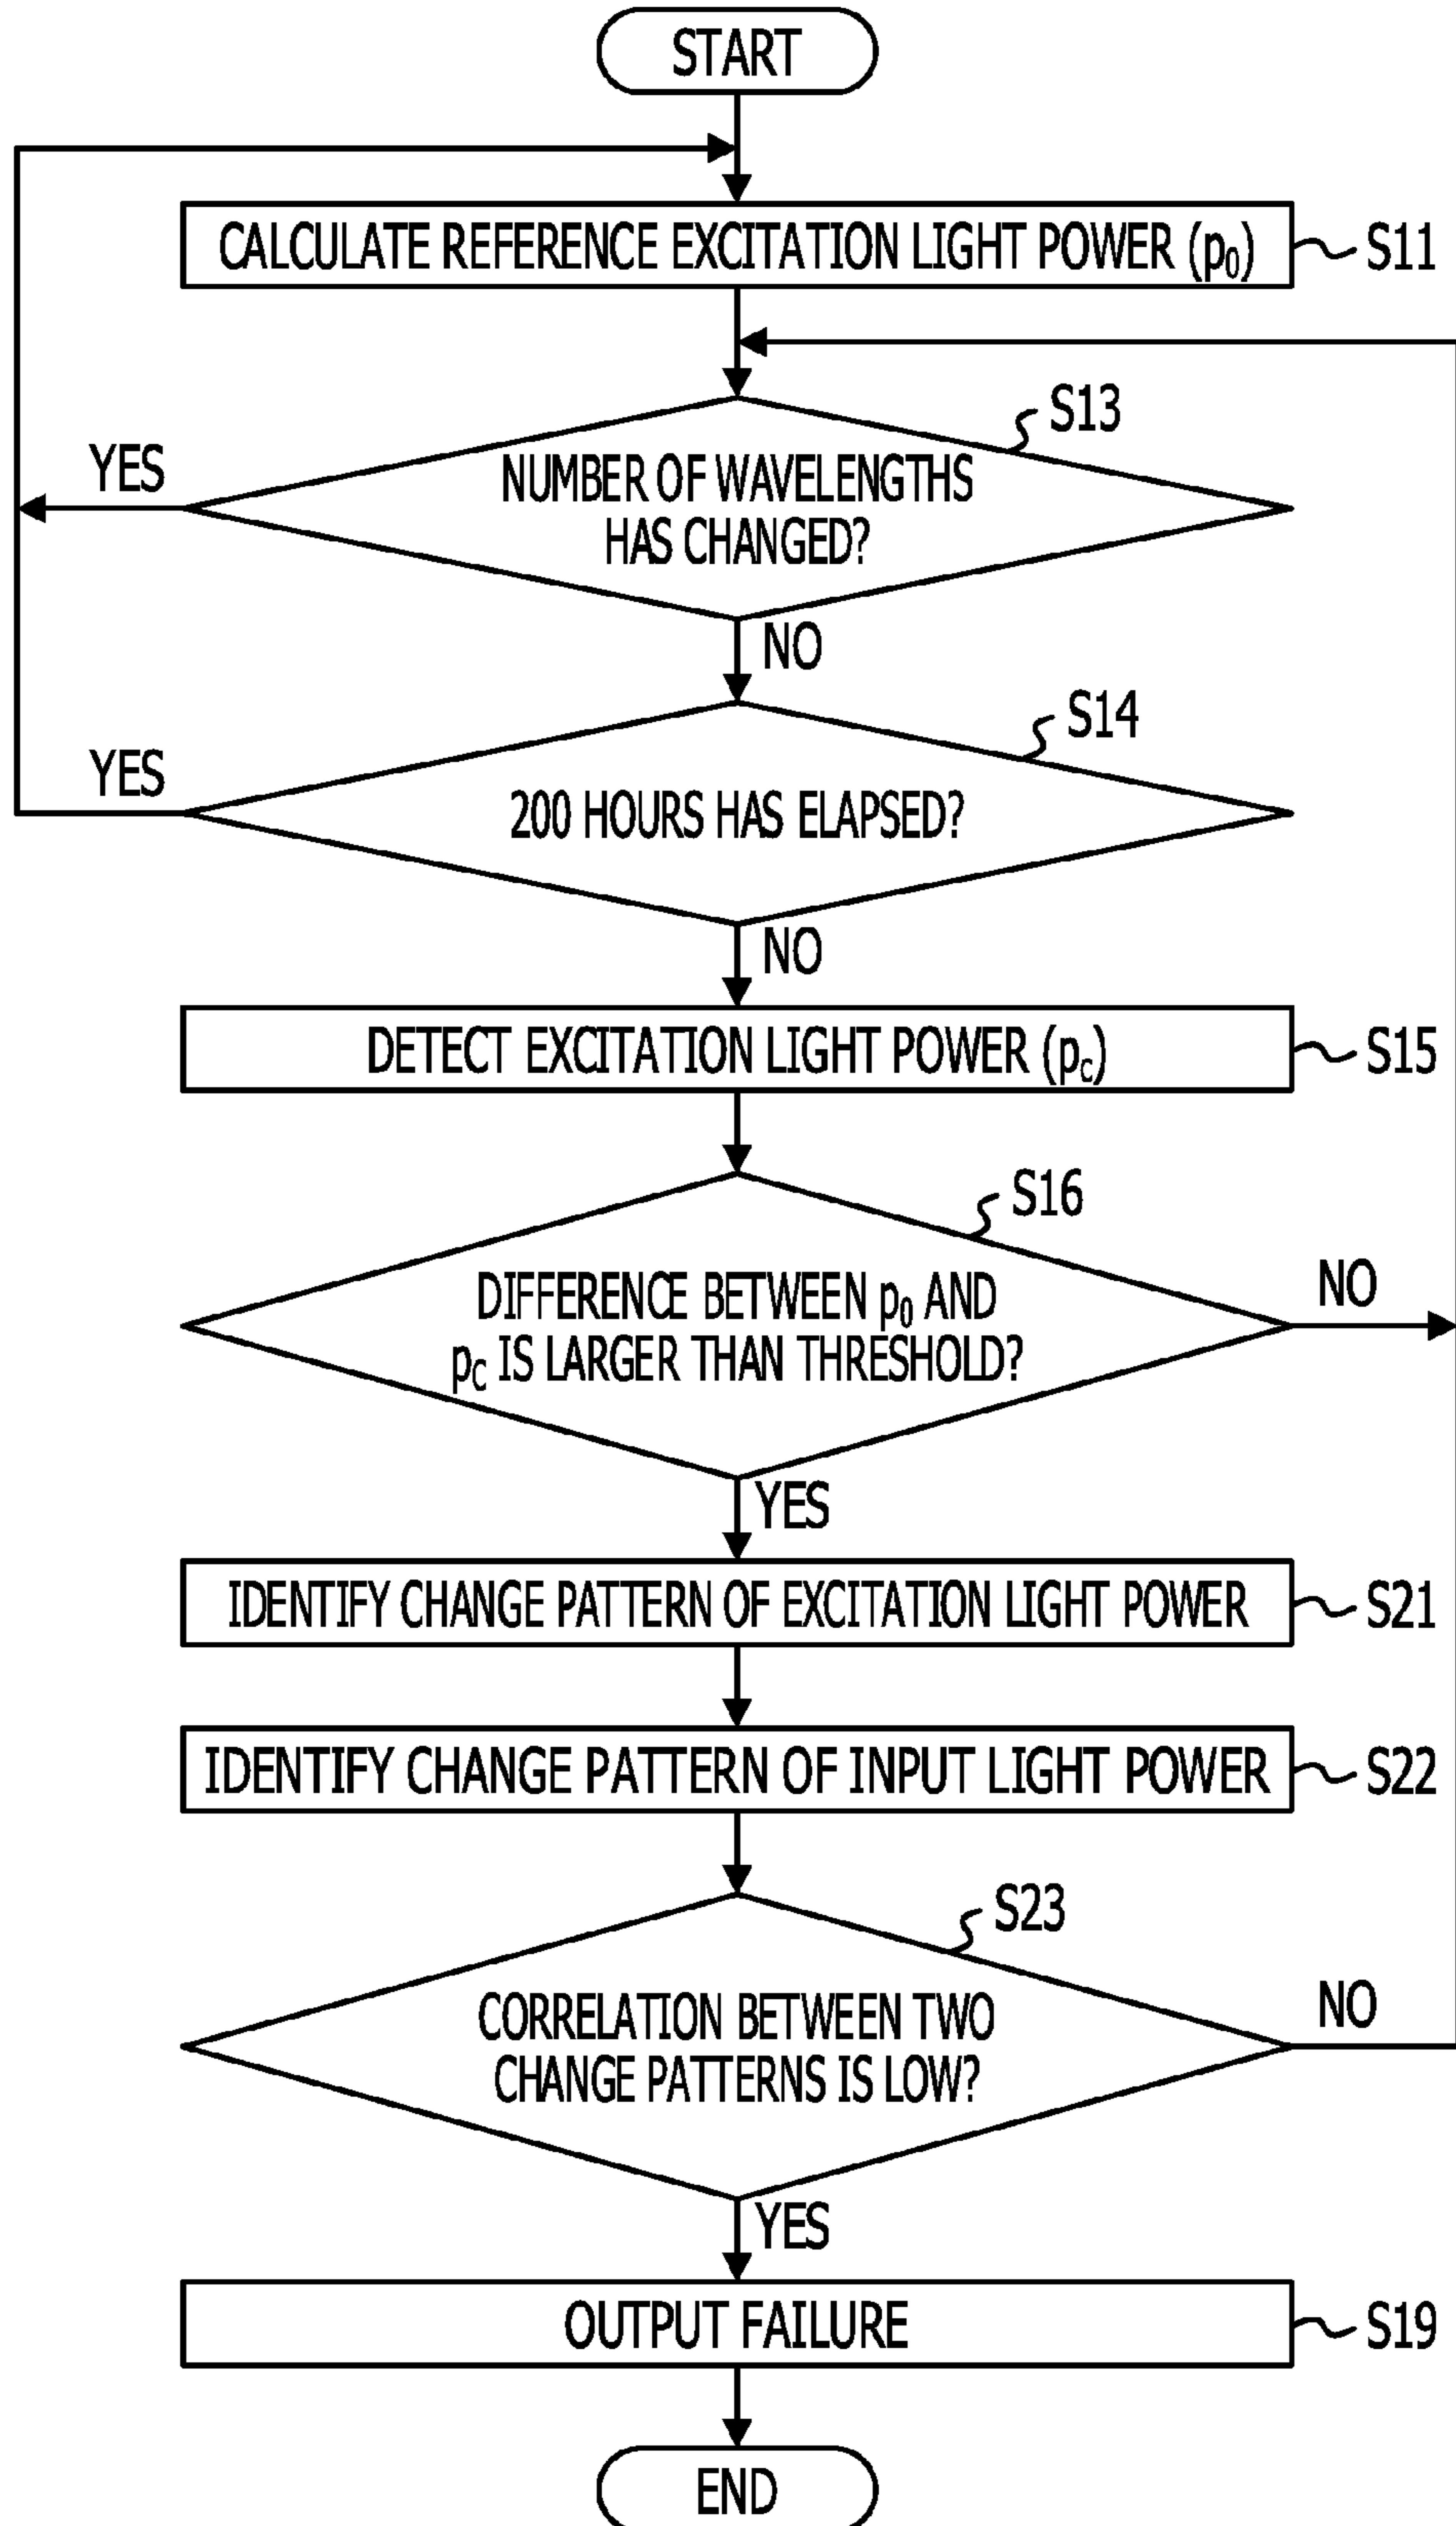 START
CALCULATE REFERENCE EXCITATION LIGHT POWER (p₀)
S11
S13
NUMBER OF WAVELENGTHS
HAS CHANGED?
YES
NO
S14
200 HOURS HAS ELAPSED?
YES
NO
DETECT EXCITATION LIGHT POWER (p_C)
S15
S16
DIFFERENCE BETWEEN p₀ AND
p_C IS LARGER THAN THRESHOLD?
NO
YES
IDENTIFY CHANGE PATTERN OF EXCITATION LIGHT POWER
S21
IDENTIFY CHANGE PATTERN OF INPUT LIGHT POWER
S22
S23
CORRELATION BETWEEN TWO
CHANGE PATTERNS IS LOW?
NO
YES
OUTPUT FAILURE
S19
END